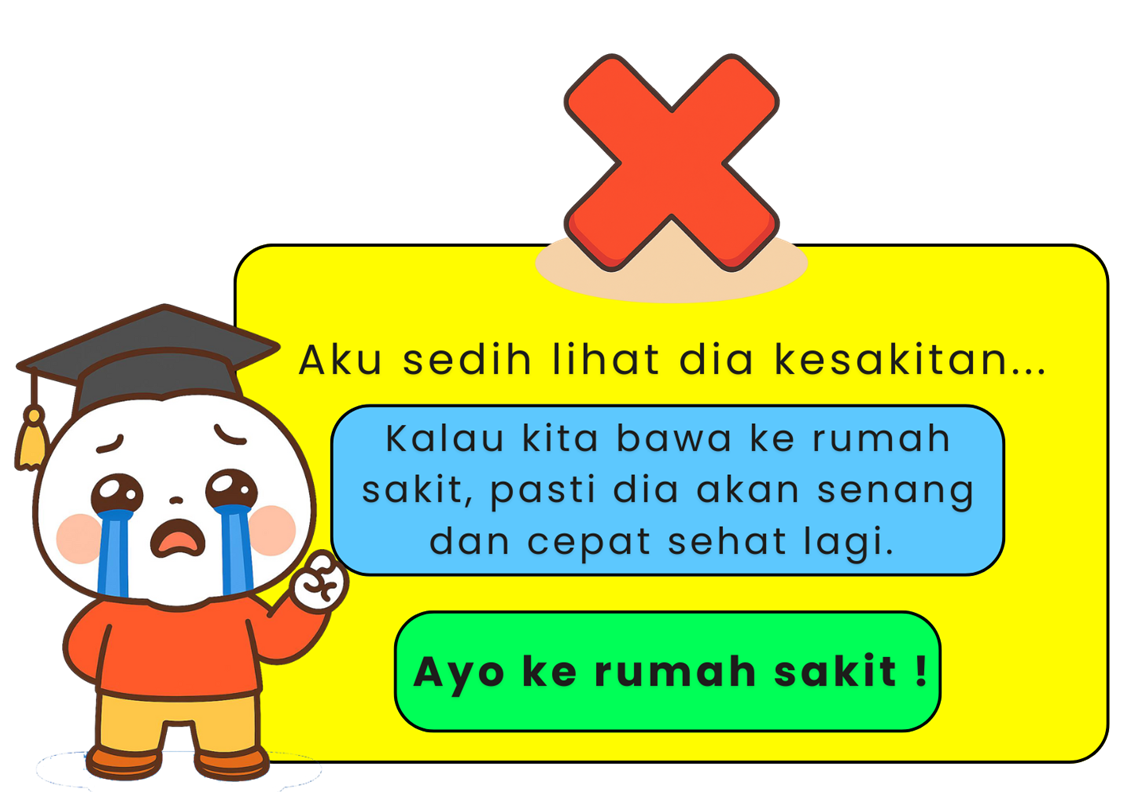 Aku sedih lihat dia kesakitan...
Kalau kita bawa ke rumah
sakit, pasti dia akan senang
dan cepat sehat lagi.
Ayo ke rumah sakit !